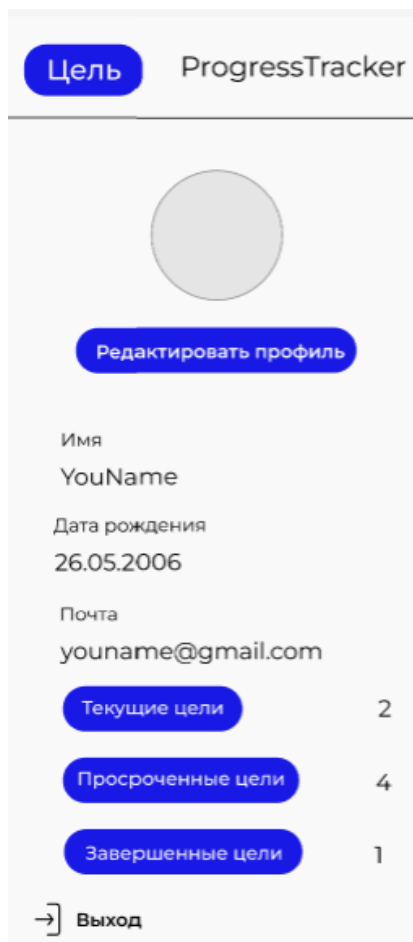 Цель ProgressTracker
Редактировать профиль
Имя
YouName
Дата рождения
26.05.2006
Почта
youname@gmail.com
Текущие цели 2
Просроченные цели 4
Завершенные цели 1
Выход